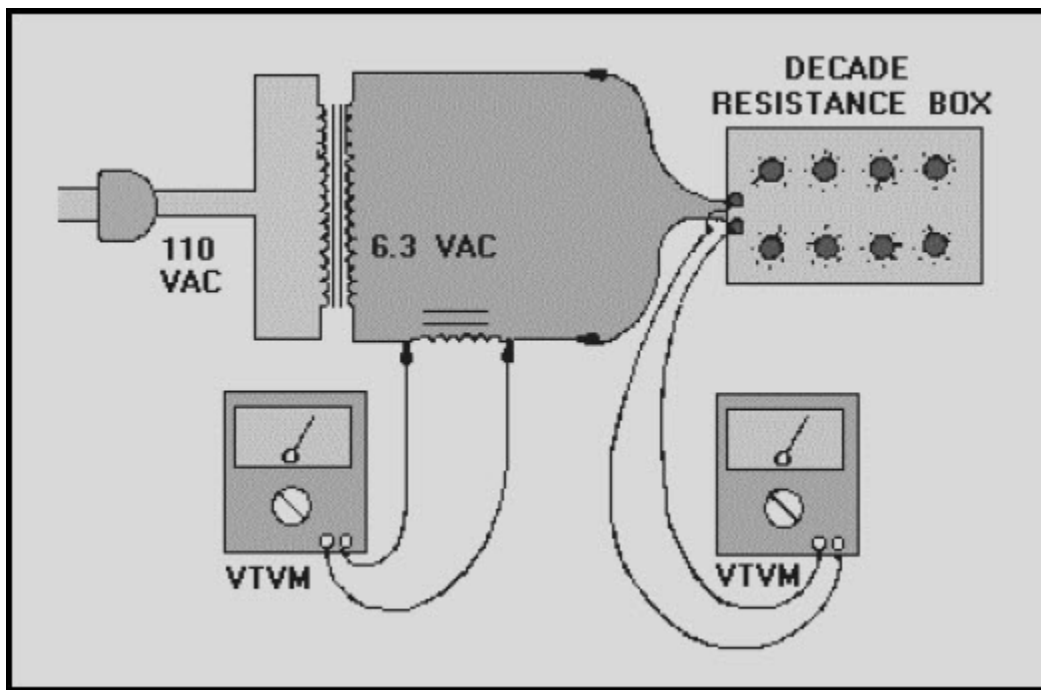 DECADE
RESISTANCE BOX
110
VAC
6.3 VAC
VTVM
VTVM